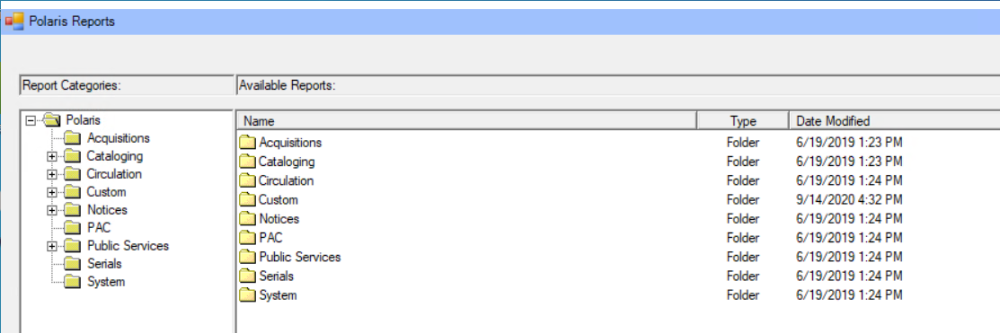 Polaris Reports
Report Categories:
Available Reports:
Polaris
Acquisitions
Cataloging
Circulation
Custom
Notices
PAC
Public Services
Serials
System
Name Type Date Modified
Acquisitions Folder 6/19/2019 1:23 PM
Cataloging Folder 6/19/2019 1:23 PM
Circulation Folder 6/19/2019 1:24 PM
Custom Folder 9/14/2020 4:32 PM
Notices Folder 6/19/2019 1:24 PM
PAC Folder 6/19/2019 1:24 PM
Public Services Folder 6/19/2019 1:24 PM
Serials Folder 6/19/2019 1:24 PM
System Folder 6/19/2019 1:24 PM